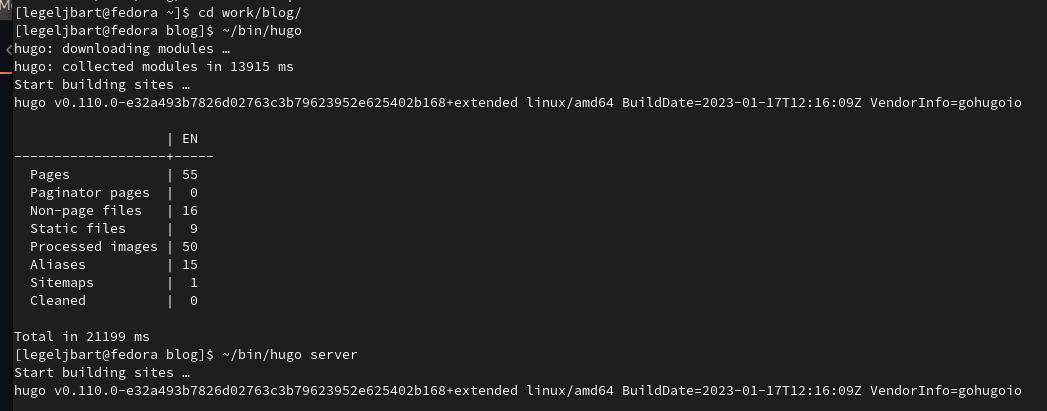 [legeljbart@fedora ~]$ cd work/blog/
[legeljbart@fedora blog]$ ~/bin/hugo
hugo: downloading modules …
hugo: collected modules in 13915 ms
Start building sites …
hugo v0.110.0-e32a493b7826d02763c3b79623952e625402b168+extended linux/amd64 BuildDate=2023-01-17T12:16:09Z VendorInfo=gohugoio
                   | EN
-------------------+-----
  Pages            | 55
  Paginator pages  |  0
  Non-page files   | 16
  Static files     |  9
  Processed images | 50
  Aliases          | 15
  Sitemaps         |  1
  Cleaned          |  0
Total in 21199 ms
[legeljbart@fedora blog]$ ~/bin/hugo server
Start building sites …
hugo v0.110.0-e32a493b7826d02763c3b79623952e625402b168+extended linux/amd64 BuildDate=2023-01-17T12:16:09Z VendorInfo=gohugoio